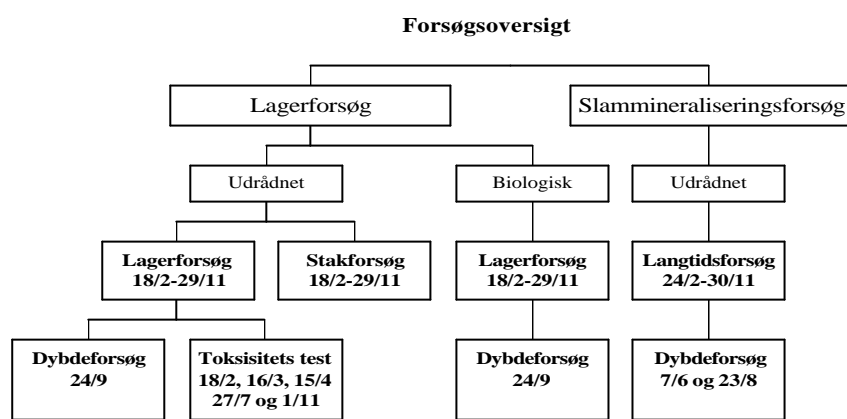 Forsøgsoversigt
Lagerforsøg
Slammineraliseringsforsøg
Udrådnet
Biologisk
Udrådnet
Lagerforsøg
18/2-29/11
Stakforsøg
18/2-29/11
Lagerforsøg
18/2-29/11
Langtidsforsøg
24/2-30/11
Dybdeforsøg
24/9
Toksisitets test
18/2, 16/3, 15/4
27/7 og 1/11
Dybdeforsøg
24/9
Dybdeforsøg
7/6 og 23/8